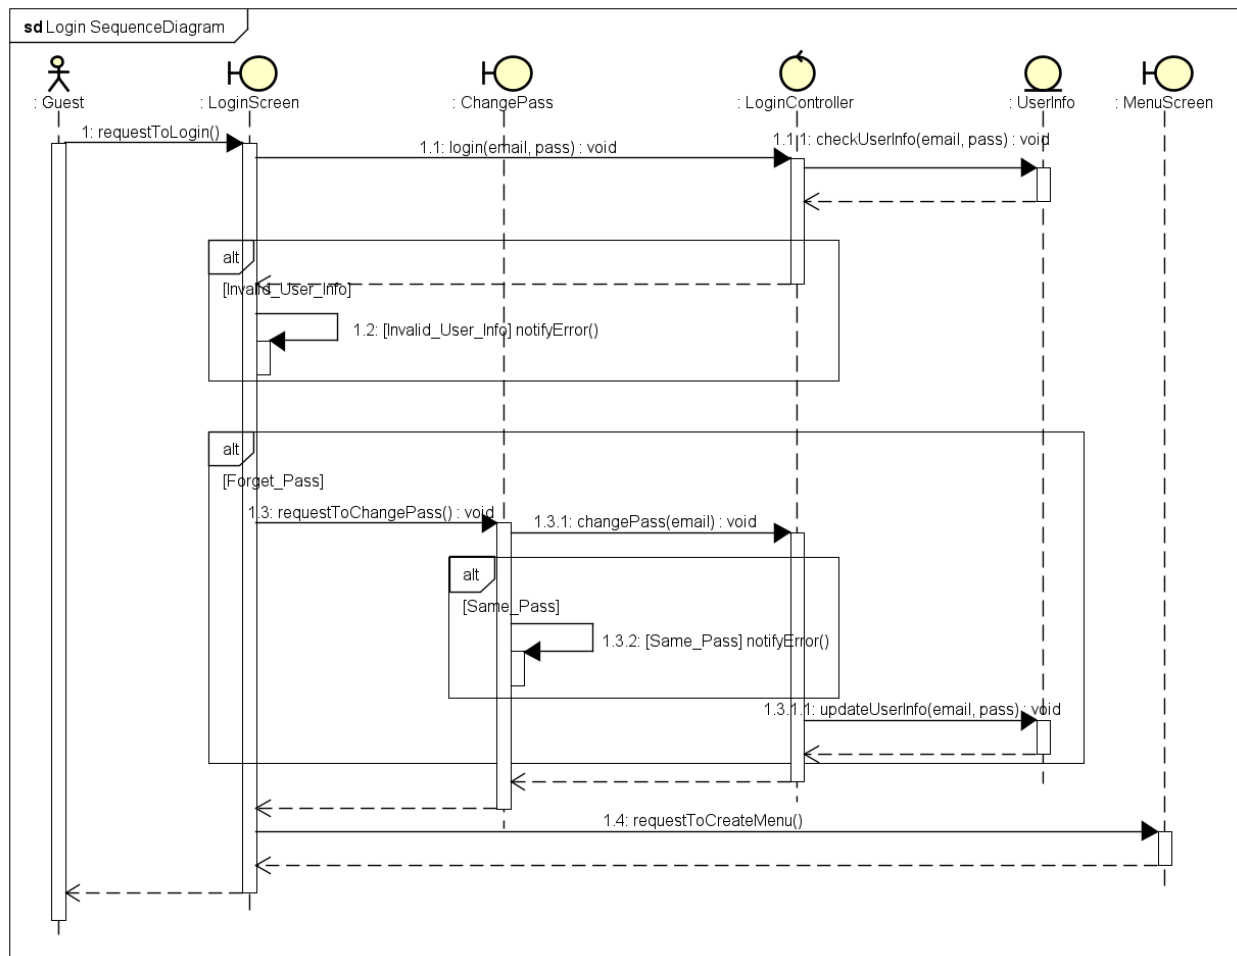 sd Login SequenceDiagram
: Guest
: LoginScreen
: ChangePass
: LoginController
: UserInfo
: MenuScreen
1: requestToLogin()
1.1: login(email, pass) : void
1.1.1: checkUserInfo(email, pass) : void
alt
[Invalid_User_Info]
1.2: [Invalid_User_Info] notifyError()
alt
[Forget_Pass]
1.3: requestToChangePass() : void
1.3.1: changePass(email) : void
alt
[Same_Pass]
1.3.2: [Same_Pass] notifyError()
1.3.1.1: updateUserInfo(email, pass) : void
1.4: requestToCreateMenu()